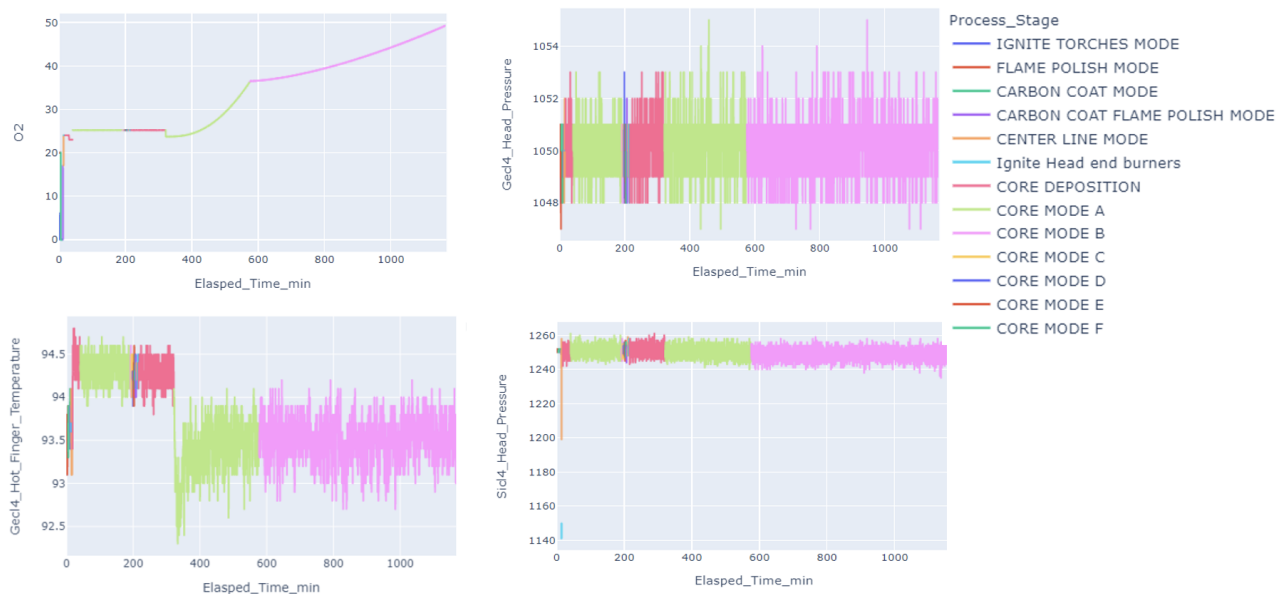 50
40
30
20
10
0
O2
0
200
400
600
800
1000
Elasped_Time_min
1054
1052
1050
1048
Gecl4_Head_Pressure
0
200
400
600
800
1000
Elasped_Time_min
Process_Stage
IGNITE TORCHES MODE
FLAME POLISH MODE
CARBON COAT MODE
CARBON COAT FLAME POLISH MODE
CENTER LINE MODE
Ignite Head end burners
CORE DEPOSITION
CORE MODE A
CORE MODE B
CORE MODE C
CORE MODE D
CORE MODE E
CORE MODE F
94.5
94
93.5
93
92.5
Gecl4_Hot_Finger_Temperature
0
200
400
600
800
1000
Elasped_Time_min
1260
1240
1220
1200
1180
1160
1140
Sicl4_Head_Pressure
0
200
400
600
800
1000
Elasped_Time_min